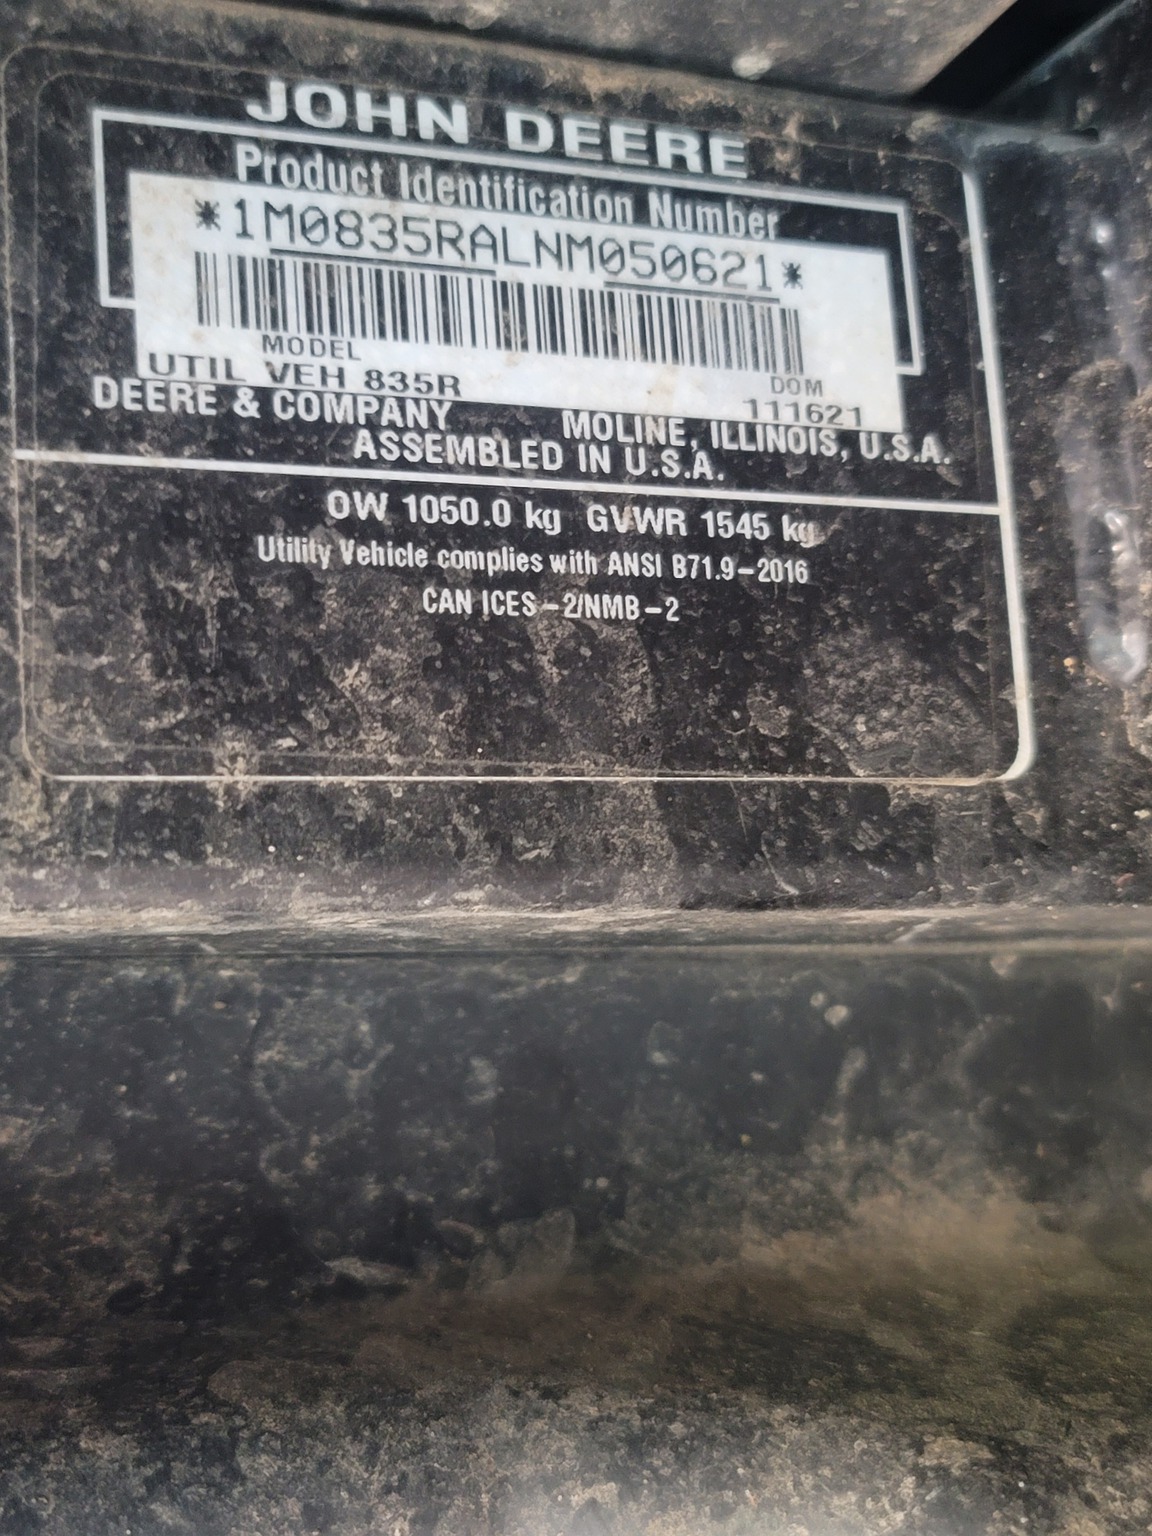 JOHN DEERE
Product Identification Number
*1M0835RALNM050621*
MODEL
UTIL VEH 835R
DOM
111621
DEERE & COMPANY MOLINE, ILLINOIS, U.S.A.
ASSEMBLED IN U.S.A.
OW 1050.0 kg GVWR 1545 kg
Utility Vehicle complies with ANSI B71.9-2016
CAN ICES-2/NMB-2